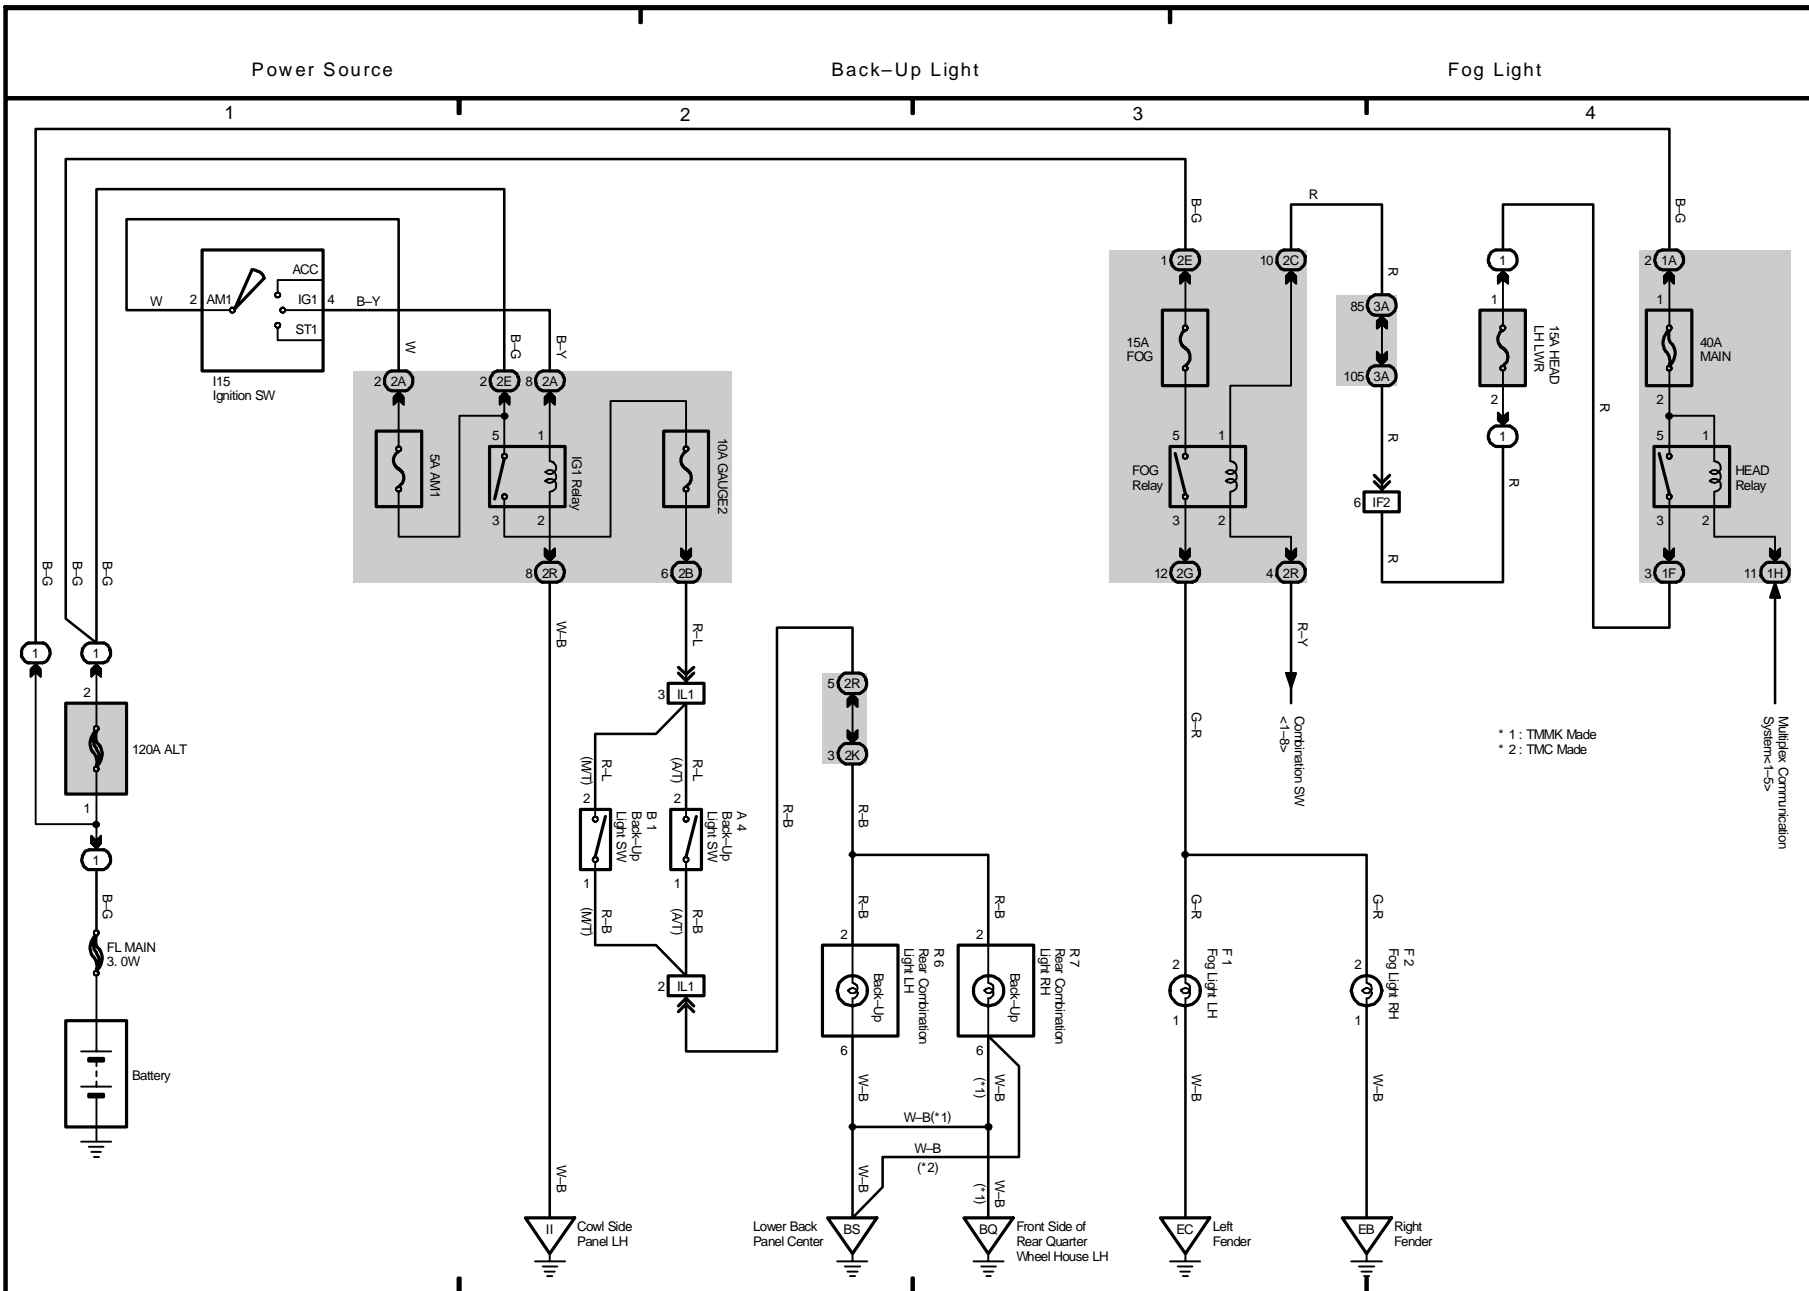 Power Source
Back–Up Light
Fog Light
1
2
3
4
W
2
AM1
ACC
IG1
ST1
4
B–Y
I15
Ignition SW
W
B–G
B–Y
2
2A
2
2E
8
2A
5A AM1
5
1
3
2
IG1 Relay
10A GAUGE2
8
2R
6
2B
B–G
B–G
B–G
1
1
2
120A ALT
1
1
B–G
FL MAIN
3. 0W
Battery
W–B
W–B
II
Cowl Side
Panel LH
R–L
3
IL1
R–L
(M/T)
R–L
(A/T)
2
2
B 1
Back–Up
Light SW
A 4
Back–Up
Light SW
1
1
R–B
(M/T)
R–B
(A/T)
2
IL1
R–B
5
2R
3
2K
R–B
R–B
R–B
2
2
Back–Up
Back–Up
R 6
Rear Combination
Light LH
R 7
Rear Combination
Light RH
6
6
W–B
W–B
(*1)
W–B(*1)
W–B
(*2)
W–B
W–B
(*1)
Lower Back
Panel Center
BS
BQ
Front Side of
Rear Quarter
Wheel House LH
B–G
1
2E
10
2C
15A
FOG
5
1
FOG
Relay
3
2
12
2G
4
2R
R–Y
Combination SW
<1–8>
G–R
G–R
G–R
2
2
F 1
Fog Light LH
F 2
Fog Light RH
1
1
W–B
W–B
EC
Left
Fender
EB
Right
Fender
R
R
85
3A
105
3A
R
6
IF2
R
1
1
15A HEAD
LH LWR
2
1
R
R
B–G
2
1A
1
40A
MAIN
2
5
1
HEAD
Relay
3
2
3
1F
11
1H
Multiplex Communication
System<1–5>
* 1 : TMMK Made
* 2 : TMC Made